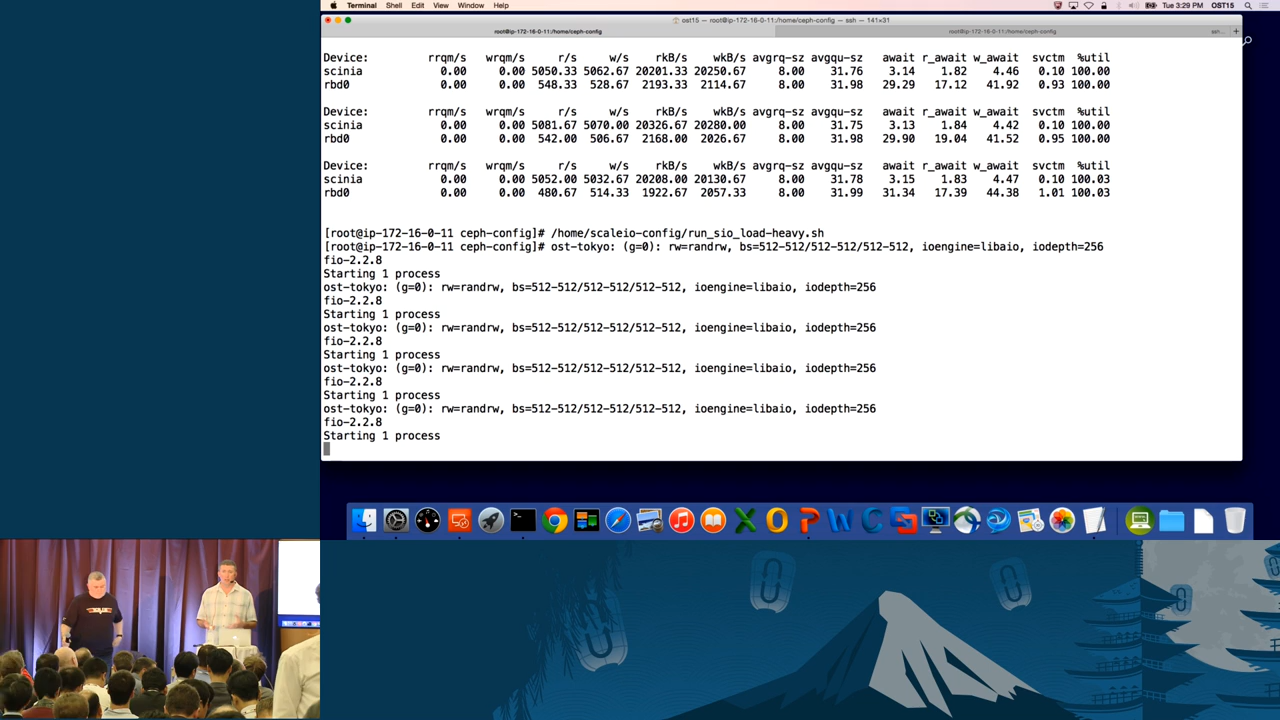 Terminal Shell Edit View Window Help Tue 3:29 PM OST15
ost15 — root@ip-172-16-0-11:/home/ceph-config — ssh — 141×31
root@ip-172-16-0-11:/home/ceph-config root@ip-172-16-0-11:/home/ceph-config ssh...
Device: rrqm/s wrqm/s r/s w/s rkB/s wkB/s avgrq-sz avgqu-sz await r_await w_await svctm %util
scinia 0.00 0.00 5050.33 5062.67 20201.33 20250.67 8.00 31.76 3.14 1.82 4.46 0.10 100.00
rbd0 0.00 0.00 548.33 528.67 2193.33 2114.67 8.00 31.98 29.29 17.12 41.92 0.93 100.00
Device: rrqm/s wrqm/s r/s w/s rkB/s wkB/s avgrq-sz avgqu-sz await r_await w_await svctm %util
scinia 0.00 0.00 5081.67 5070.00 20326.67 20280.00 8.00 31.75 3.13 1.84 4.42 0.10 100.00
rbd0 0.00 0.00 542.00 506.67 2168.00 2026.67 8.00 31.98 29.90 19.04 41.52 0.95 100.00
Device: rrqm/s wrqm/s r/s w/s rkB/s wkB/s avgrq-sz avgqu-sz await r_await w_await svctm %util
scinia 0.00 0.00 5052.00 5032.67 20208.00 20130.67 8.00 31.78 3.15 1.83 4.47 0.10 100.03
rbd0 0.00 0.00 480.67 514.33 1922.67 2057.33 8.00 31.99 31.34 17.39 44.38 1.01 100.03
[root@ip-172-16-0-11 ceph-config]# /home/scaleio-config/run_sio_load-heavy.sh
[root@ip-172-16-0-11 ceph-config]# ost-tokyo: (g=0): rw=randrw, bs=512-512/512-512/512-512, ioengine=libaio, iodepth=256
fio-2.2.8
Starting 1 process
ost-tokyo: (g=0): rw=randrw, bs=512-512/512-512/512-512, ioengine=libaio, iodepth=256
fio-2.2.8
Starting 1 process
ost-tokyo: (g=0): rw=randrw, bs=512-512/512-512/512-512, ioengine=libaio, iodepth=256
fio-2.2.8
Starting 1 process
ost-tokyo: (g=0): rw=randrw, bs=512-512/512-512/512-512, ioengine=libaio, iodepth=256
fio-2.2.8
Starting 1 process
ost-tokyo: (g=0): rw=randrw, bs=512-512/512-512/512-512, ioengine=libaio, iodepth=256
fio-2.2.8
Starting 1 process